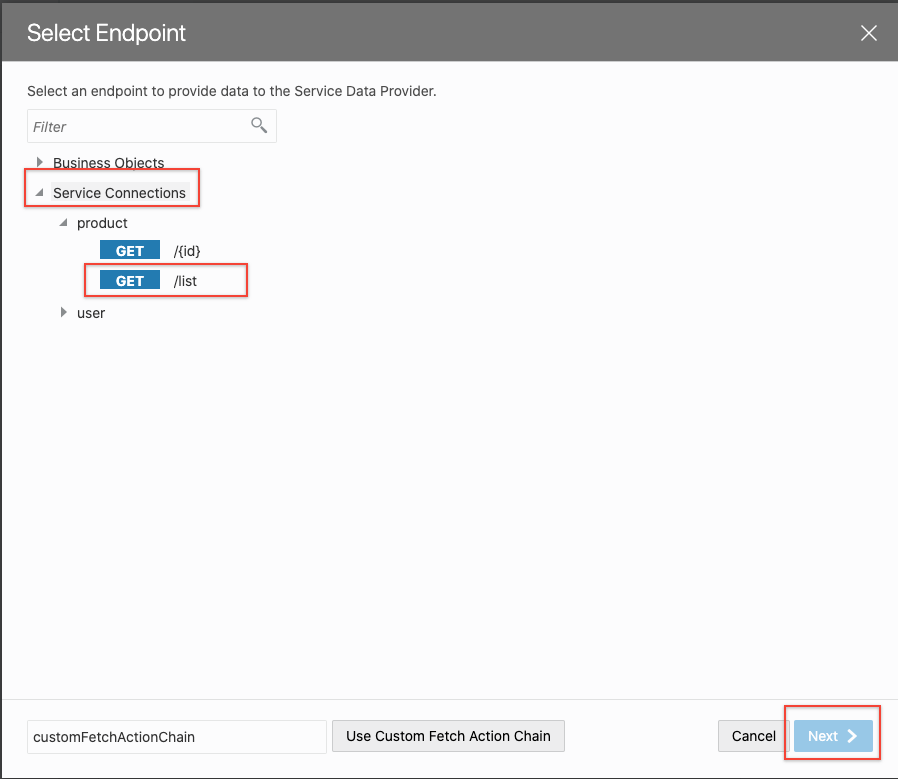 Select Endpoint
Select an endpoint to provide data to the Service Data Provider.
Filter
Business Objects
Service Connections
product
GET /{id}
GET /list
user
customFetchActionChain Use Custom Fetch Action Chain Cancel Next